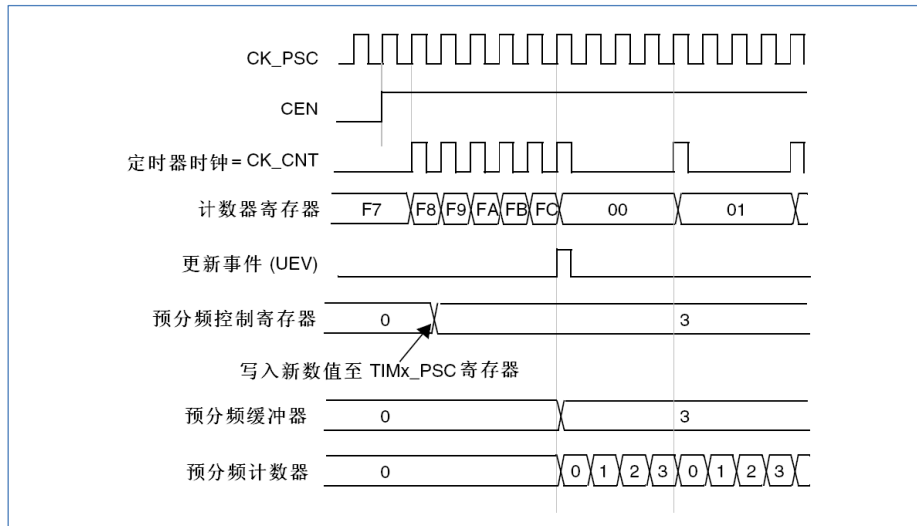 CK_PSC
CEN
定时器时钟 = CK_CNT
计数器寄存器 F7 F8 F9 FA FB FC 00 01
更新事件 (UEV)
预分频控制寄存器 0 3
写入新数值至 TIMx_PSC 寄存器
预分频缓冲器 0 3
预分频计数器 0 0 1 2 3 0 1 2 3